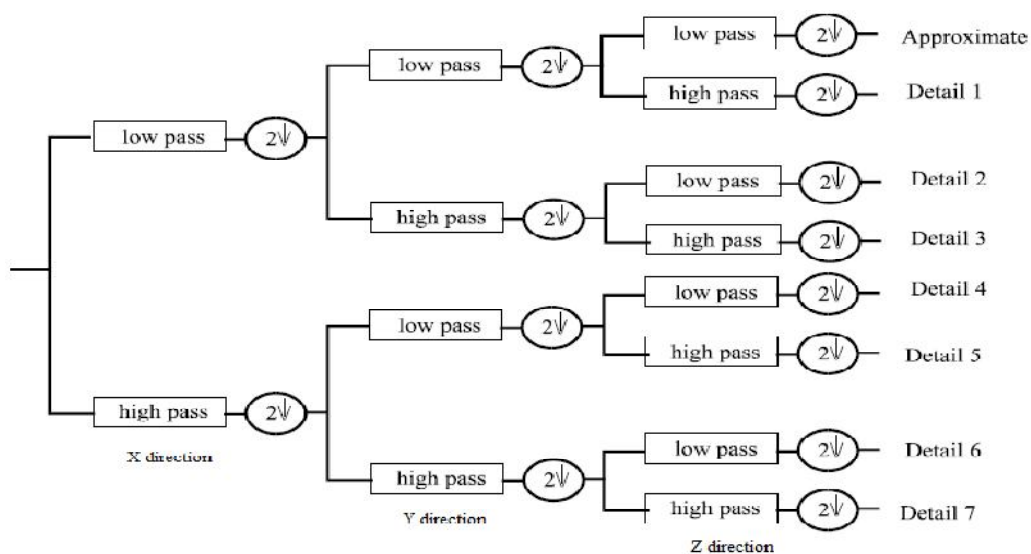 low pass 2↓ Approximate
low pass 2↓
high pass 2↓ Detail 1
low pass 2↓
low pass 2↓ Detail 2
high pass 2↓
high pass 2↓ Detail 3
low pass 2↓ Detail 4
low pass 2↓
high pass 2↓ Detail 5
high pass 2↓
X direction
low pass 2↓ Detail 6
high pass 2↓
high pass 2↓ Detail 7
Y direction
Z direction